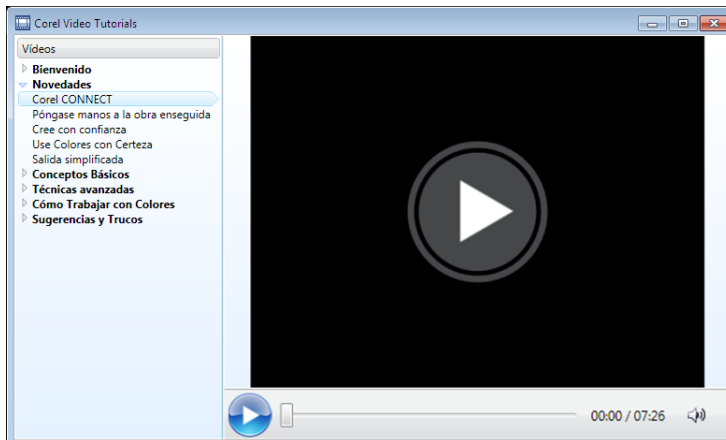 Corel Video Tutorials
Vídeos
Bienvenido
Novedades
Corel CONNECT
Póngase manos a la obra enseguida
Cree con confianza
Use Colores con Certeza
Salida simplificada
Conceptos Básicos
Técnicas avanzadas
Cómo Trabajar con Colores
Sugerencias y Trucos
00:00 / 07:26